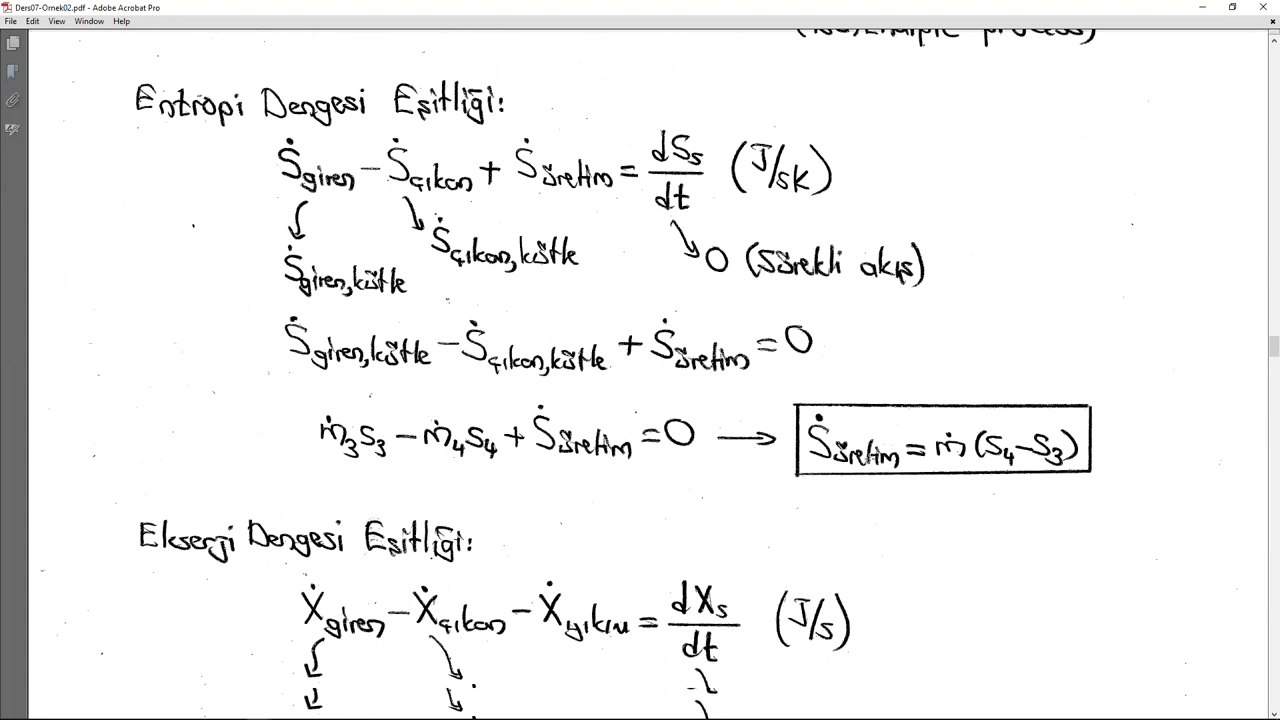 Ders07-Ornek02.pdf - Adobe Acrobat Pro
File Edit View Window Help
process)
Entropi Dengesi Eşitliği:
Ṡgiren − Ṡçıkan + Ṡüretim = dSs/dt (J/sK)
Ṡgiren,kütle Ṡçıkan,kütle 0 (Sürekli akış)
Ṡgiren,kütle − Ṡçıkan,kütle + Ṡüretim = 0
ṁ3s3 − ṁ4s4 + Ṡüretim = 0 → Ṡüretim = ṁ(s4−s3)
Ekserji Dengesi Eşitliği:
Ẋgiren − Ẋçıkan − Ẋyıkım = dXs/dt (J/s)